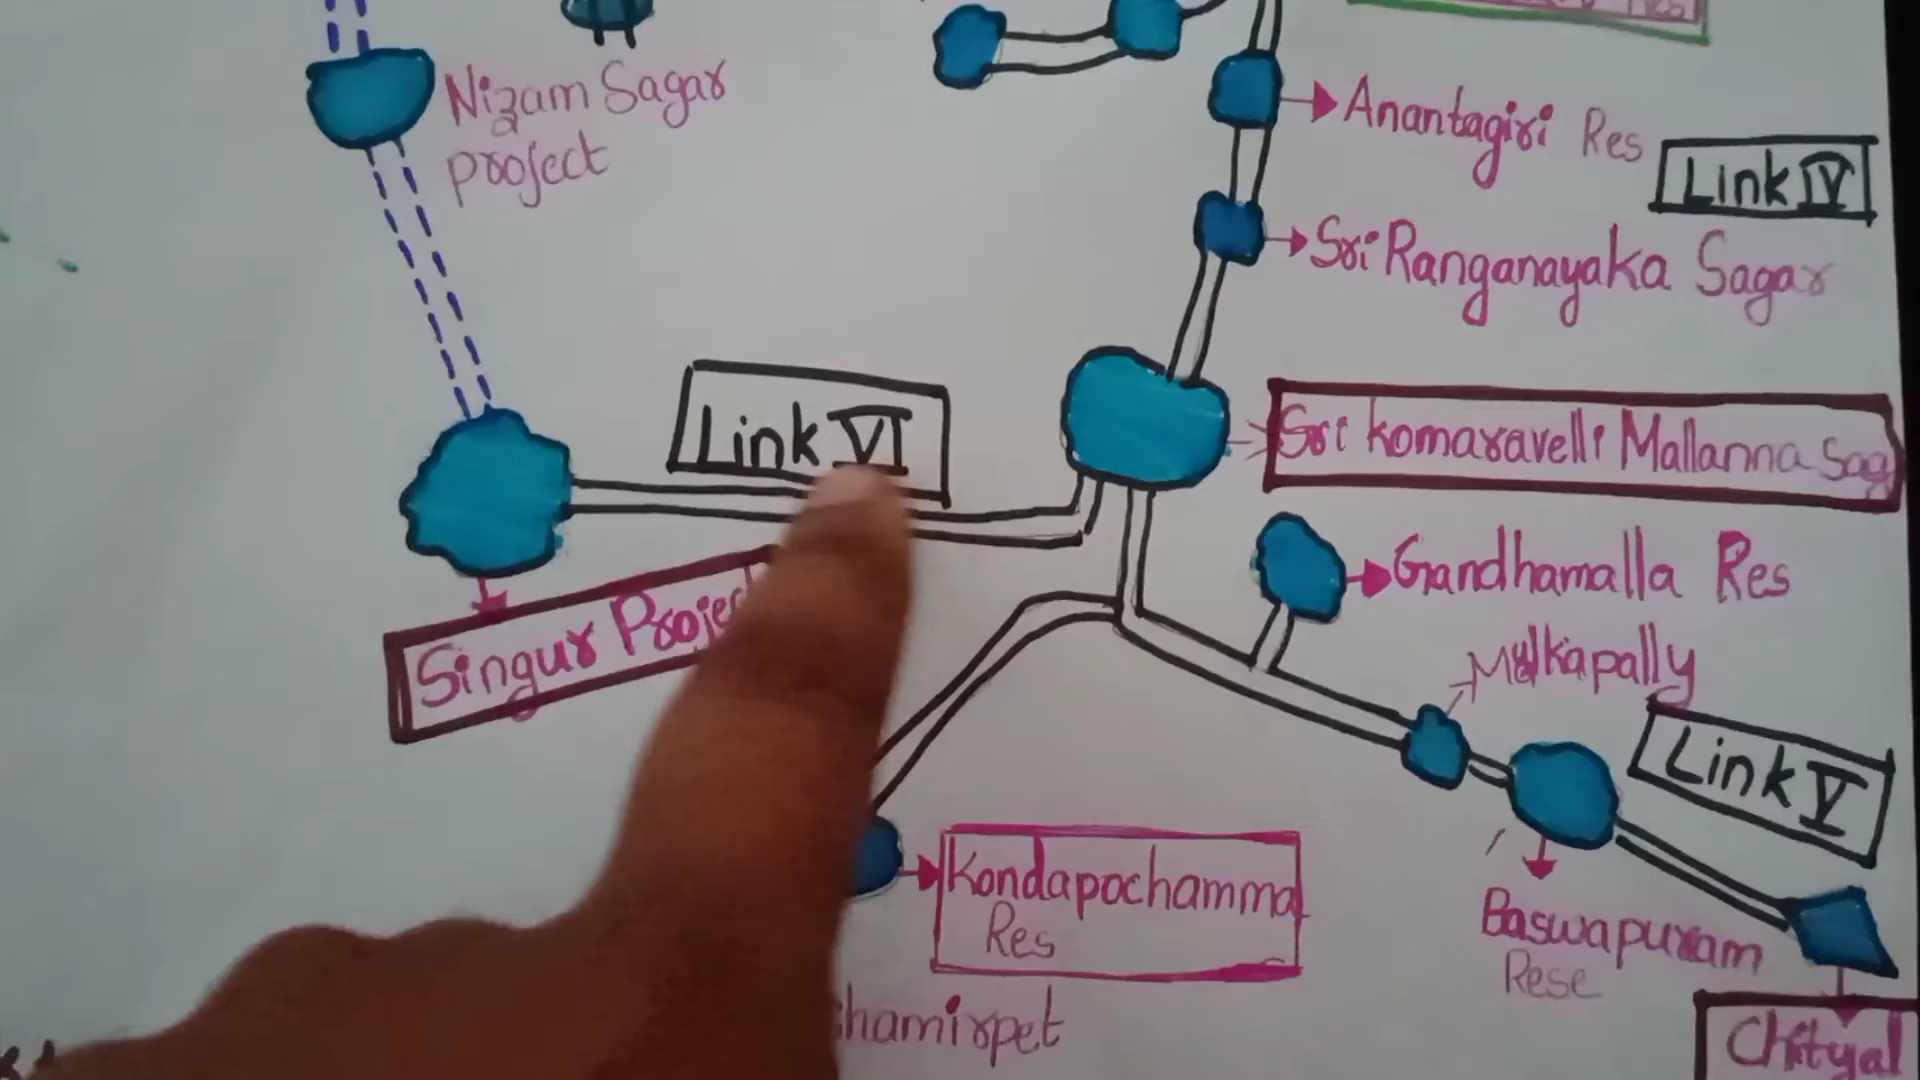 Nizam Sagar
project
Anantagiri Res
Link IV
Sri Ranganayaka Sagar
Link VI
Sri komaravelli Mallanna Sag
Singur Projec
Gandhamalla Res
Mulkapally
Link V
Kondapochamma
Res
Baswapuram
Rese
hamirpet
Chityal